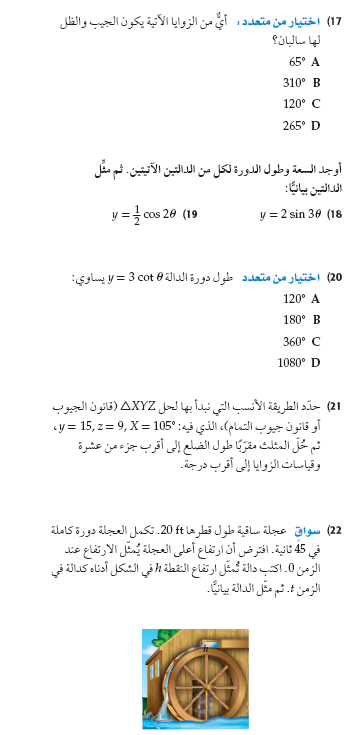 17) اختيار من متعدد: أيٌّ من الزوايا الآتية يكون الجيب والظل
لها سالبان؟
65° A
310° B
120° C
265° D
أوجد السعة وطول الدورة لكل من الدالتين الآتيتين. ثم مثِّل
الدالتين بيانيًّا:
18) y = 2 sin 3θ 19) y = 1/2 cos 2θ
20) اختيار من متعدد طول دورة الدالة y = 3 cot θ يساوي:
120° A
180° B
360° C
1080° D
21) حدّد الطريقة الأنسب التي نبدأ بها لحل △XYZ (قانون الجيوب
أو قانون جيوب التمام)، الذي فيه: y = 15, z = 9, X = 105°،
ثم حُلّ المثلث مقرّبًا طول الضلع إلى أقرب جزء من عشرة
وقياسات الزوايا إلى أقرب درجة.
22) سواقٍ عجلة ساقية طول قطرها 20 ft. تكمل العجلة دورة كاملة
في 45 ثانية. افترض أن ارتفاع أعلى العجلة يُمثّل الارتفاع عند
الزمن 0. اكتب دالة تُمثّل ارتفاع النقطة h في الشكل أدناه كدالة في
الزمن t. ثم مثّل الدالة بيانيًّا.